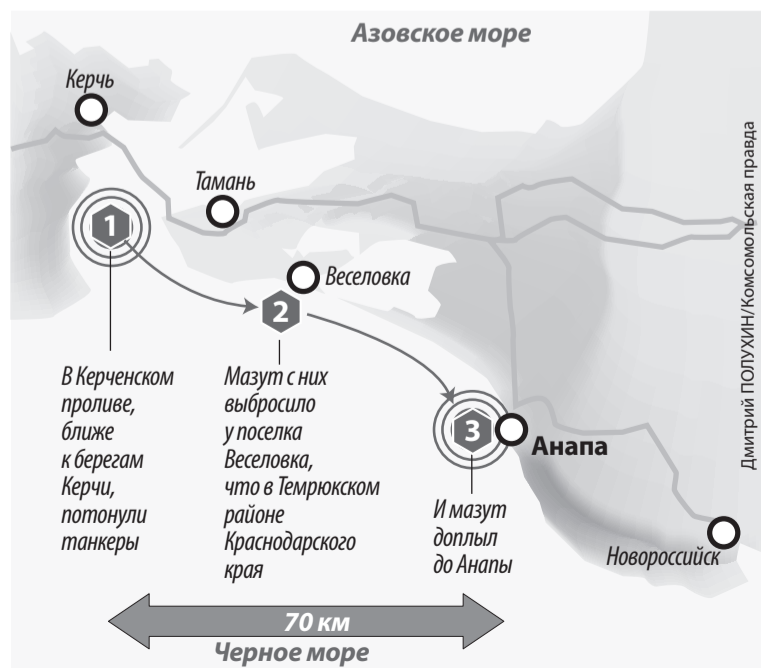 Азовское море
Керчь
Тамань
1
Веселовка
2
В Керченском
проливе,
ближе
к берегам
Керчи,
потонули
танкеры
Мазут с них
выбросило
у поселка
Веселовка,
что в Темрюкском
районе
Краснодарского
края
3
Анапа
И мазут
доплыл
до Анапы
Новороссийск
70 км
Черное море
Дмитрий ПОЛУХИН/Комсомольская правда